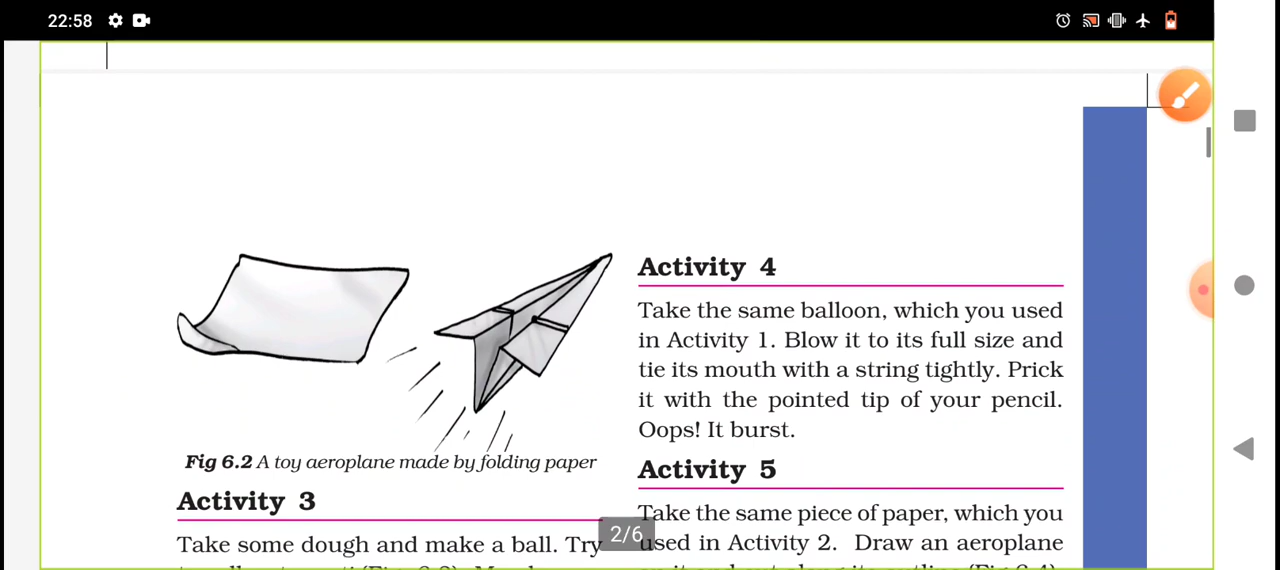 22:58
Fig 6.2 A toy aeroplane made by folding paper
Activity 3
Take some dough and make a ball. Try
Activity 4
Take the same balloon, which you used
in Activity 1. Blow it to its full size and
tie its mouth with a string tightly. Prick
it with the pointed tip of your pencil.
Oops! It burst.
Activity 5
Take the same piece of paper, which you
used in Activity 2. Draw an aeroplane
2/6